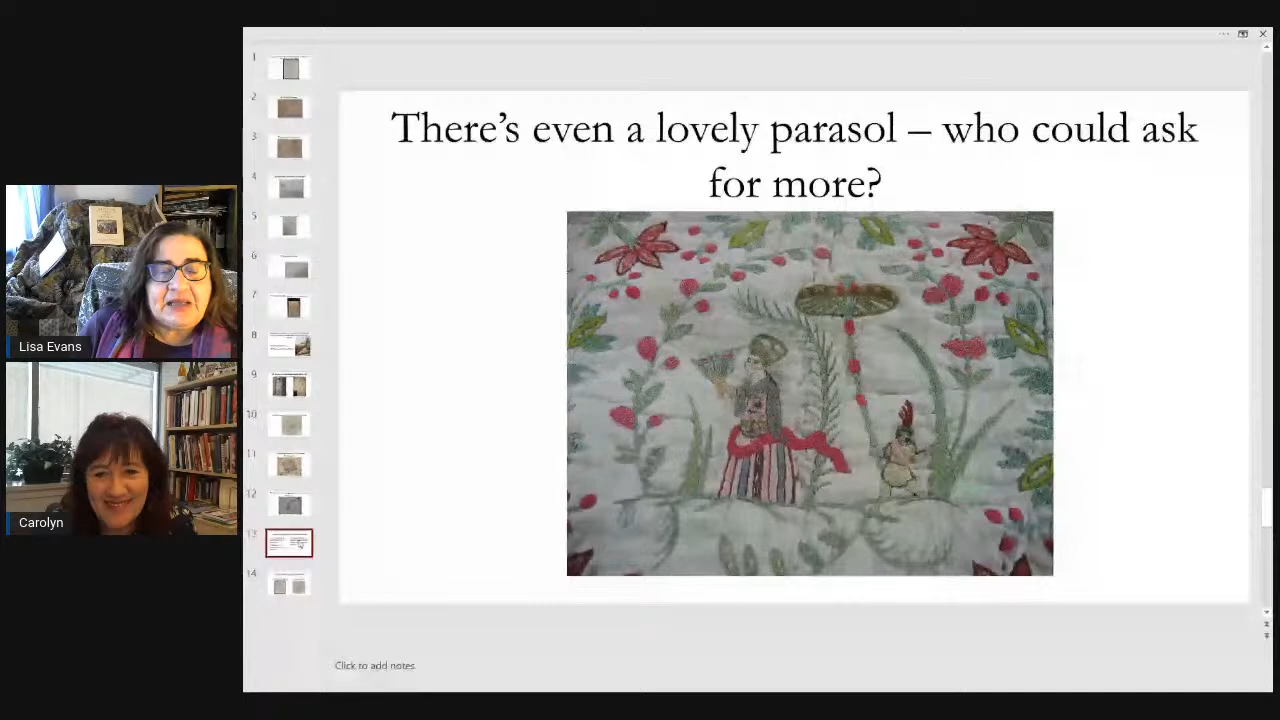 There's even a lovely parasol – who could ask
for more?
1
2
3
4
5
6
7
8
9
10
11
12
13
14
Lisa Evans
Carolyn
Click to add notes